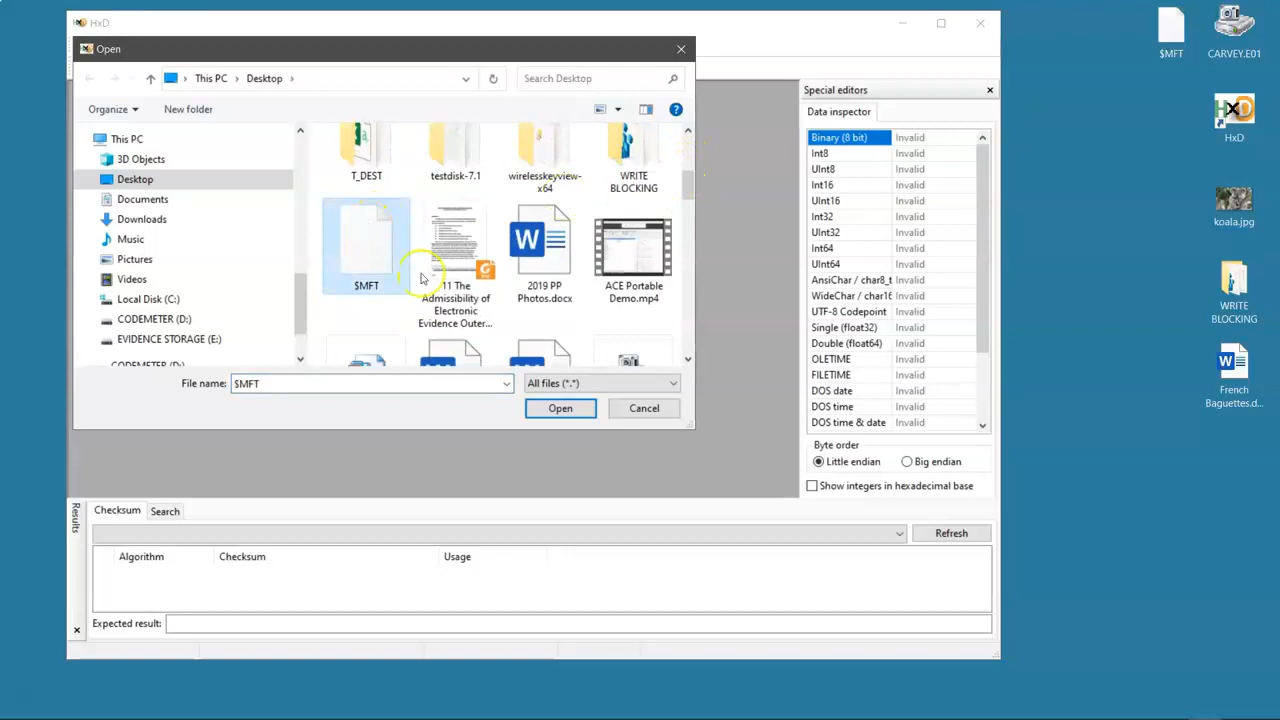 HxD
Open
This PC
Desktop
Search Desktop
Organize
New folder
This PC
3D Objects
Desktop
Documents
Downloads
Music
Pictures
Videos
Local Disk (C:)
CODEMETER (D:)
EVIDENCE STORAGE (E:)
T_DEST
testdisk-7.1
wirelesskeyview-
x64
WRITE
BLOCKING
$MFT
11 The
Admissibility of
Electronic
Evidence Outer...
2019 PP
Photos.docx
ACE Portable
Demo.mp4
File name:
$MFT
All files (*.*)
Open
Cancel
Special editors
Data inspector
Binary (8 bit) Invalid
Int8 Invalid
UInt8 Invalid
Int16 Invalid
UInt16 Invalid
Int32 Invalid
UInt32 Invalid
Int64 Invalid
UInt64 Invalid
AnsiChar / char8_t Invalid
WideChar / char16 Invalid
UTF-8 Codepoint Invalid
Single (float32) Invalid
Double (float64) Invalid
OLETIME Invalid
FILETIME Invalid
DOS date Invalid
DOS time Invalid
DOS time & date Invalid
Byte order
Little endian
Big endian
Show integers in hexadecimal base
Results
Checksum
Search
Refresh
Algorithm
Checksum
Usage
Expected result:
$MFT
CARVEY.E01
HxD
koala.jpg
WRITE
BLOCKING
French
Baguettes.d...